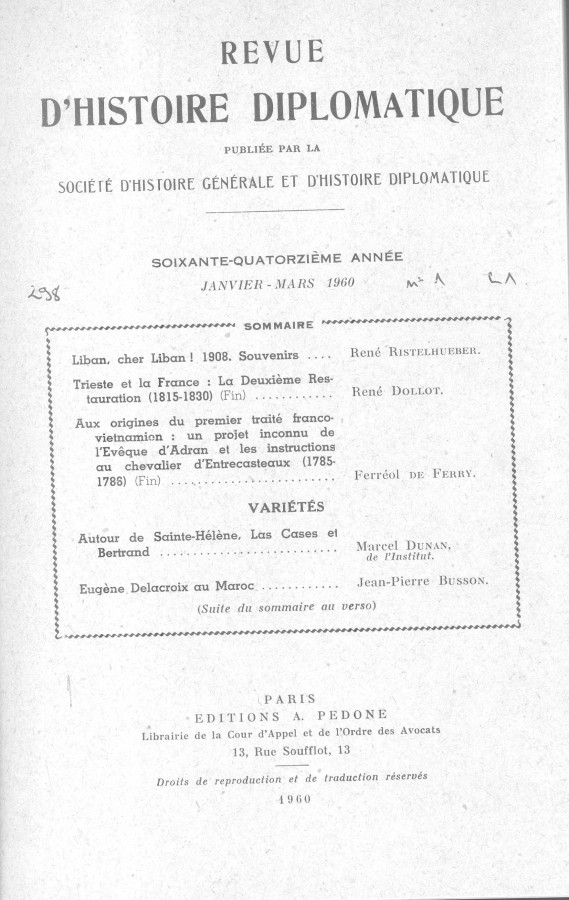 REVUE
D'HISTOIRE DIPLOMATIQUE
PUBLIÉE PAR LA
SOCIÉTÉ D'HISTOIRE GÉNÉRALE ET D'HISTOIRE DIPLOMATIQUE
SOIXANTE-QUATORZIÈME ANNÉE
298 JANVIER - MARS 1960 n° 1
SOMMAIRE
Liban, cher Liban ! 1908. Souvenirs .... René RISTELHUEBER.
Trieste et la France : La Deuxième Res-
tauration (1815-1830) (Fin) ............ René DOLLOT.
Aux origines du premier traité franco-
vietnamien : un projet inconnu de
l'Evêque d'Adran et les instructions
au chevalier d'Entrecasteaux (1785-
1786) (Fin) ........................ Ferréol DE FERRY.
VARIÉTÉS
Autour de Sainte-Hélène, Las Cases et
Bertrand .......................... Marcel DUNAN,
de l'Institut.
Eugène Delacroix au Maroc ............ Jean-Pierre BUSSON.
(Suite du sommaire au verso)
PARIS
EDITIONS A. PEDONE
Librairie de la Cour d'Appel et de l'Ordre des Avocats
13, Rue Soufflot, 13
Droits de reproduction et de traduction réservés
1960